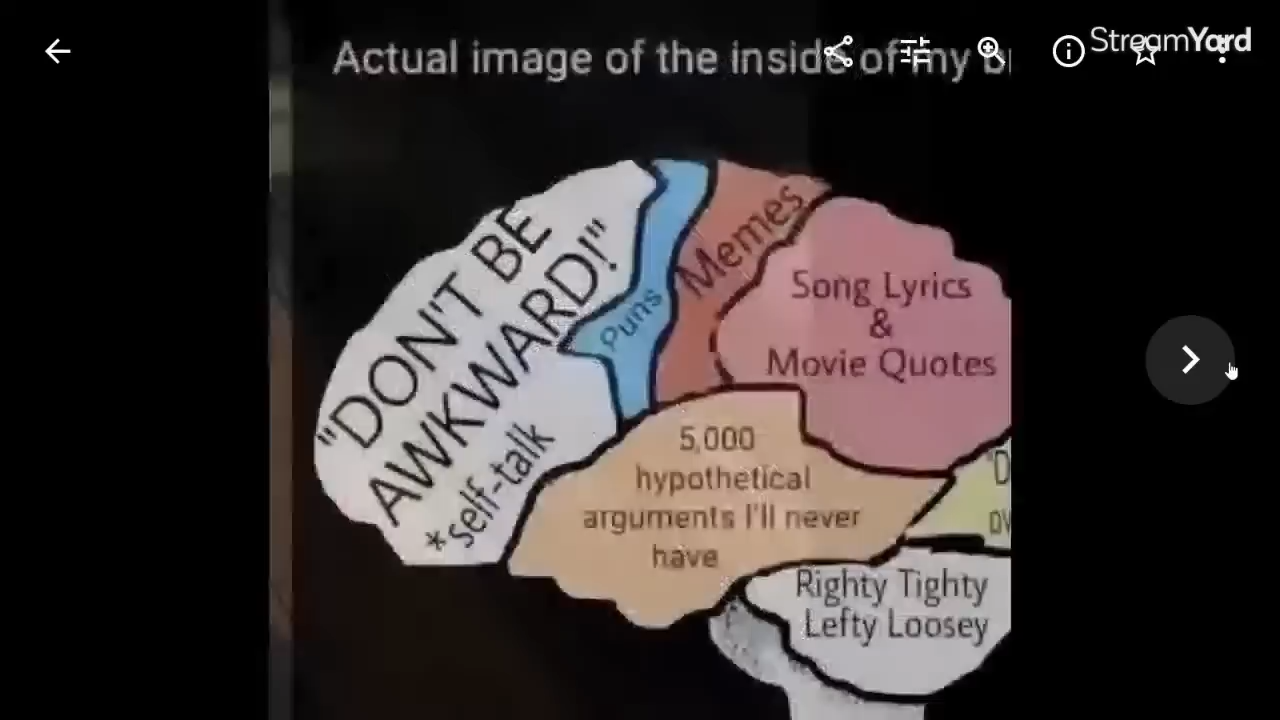 StreamYard
Actual image of the inside of my
"DON'T BE
AWKWARD!"
*self-talk
Puns
Memes
Song Lyrics
&
Movie Quotes
5,000
hypothetical
arguments I'll never
have
Righty Tighty
Lefty Loosey